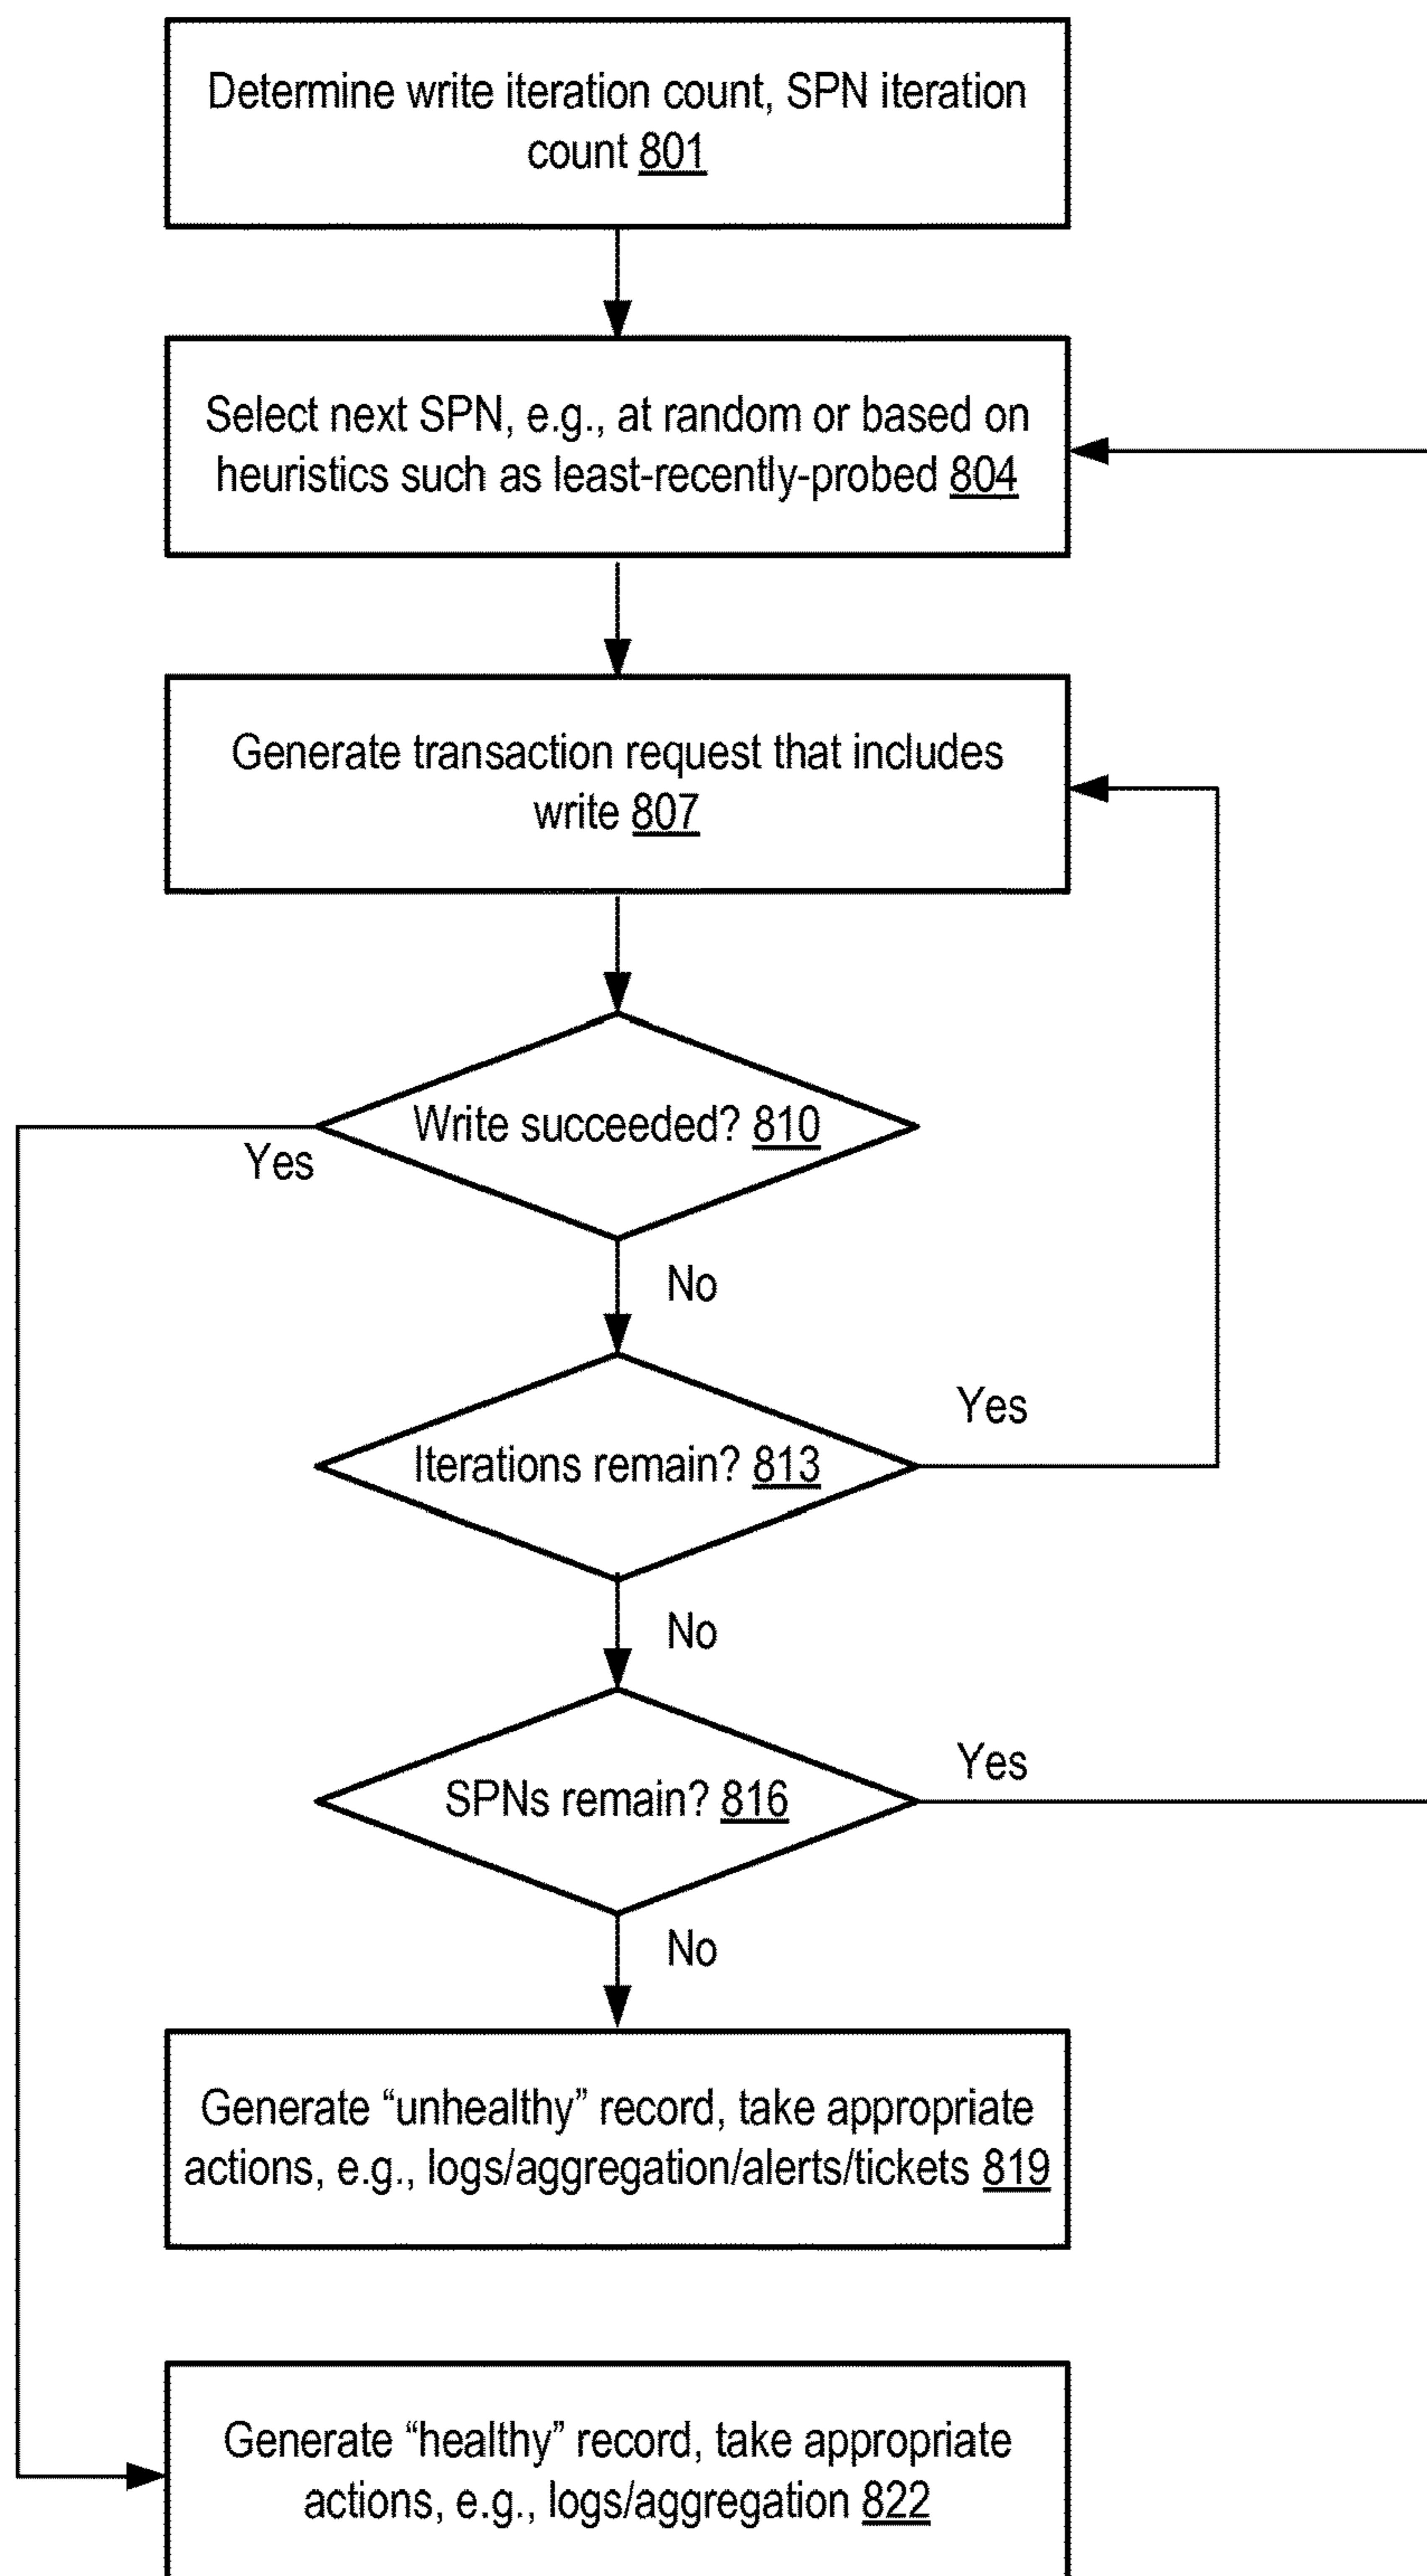 Determine write iteration count, SPN iteration
count 801
Select next SPN, e.g., at random or based on
heuristics such as least-recently-probed 804
Generate transaction request that includes
write 807
Write succeeded? 810
Yes
No
Iterations remain? 813
Yes
No
SPNs remain? 816
Yes
No
Generate “unhealthy” record, take appropriate
actions, e.g., logs/aggregation/alerts/tickets 819
Generate “healthy” record, take appropriate
actions, e.g., logs/aggregation 822